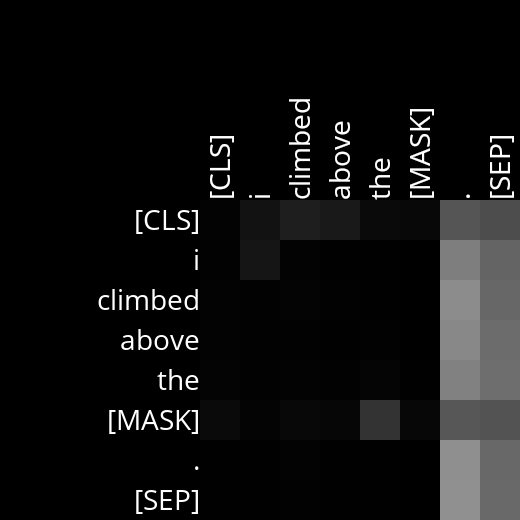 [CLS] i climbed above the [MASK] . [SEP]
[CLS]
i
climbed
above
the
[MASK]
.
[SEP]